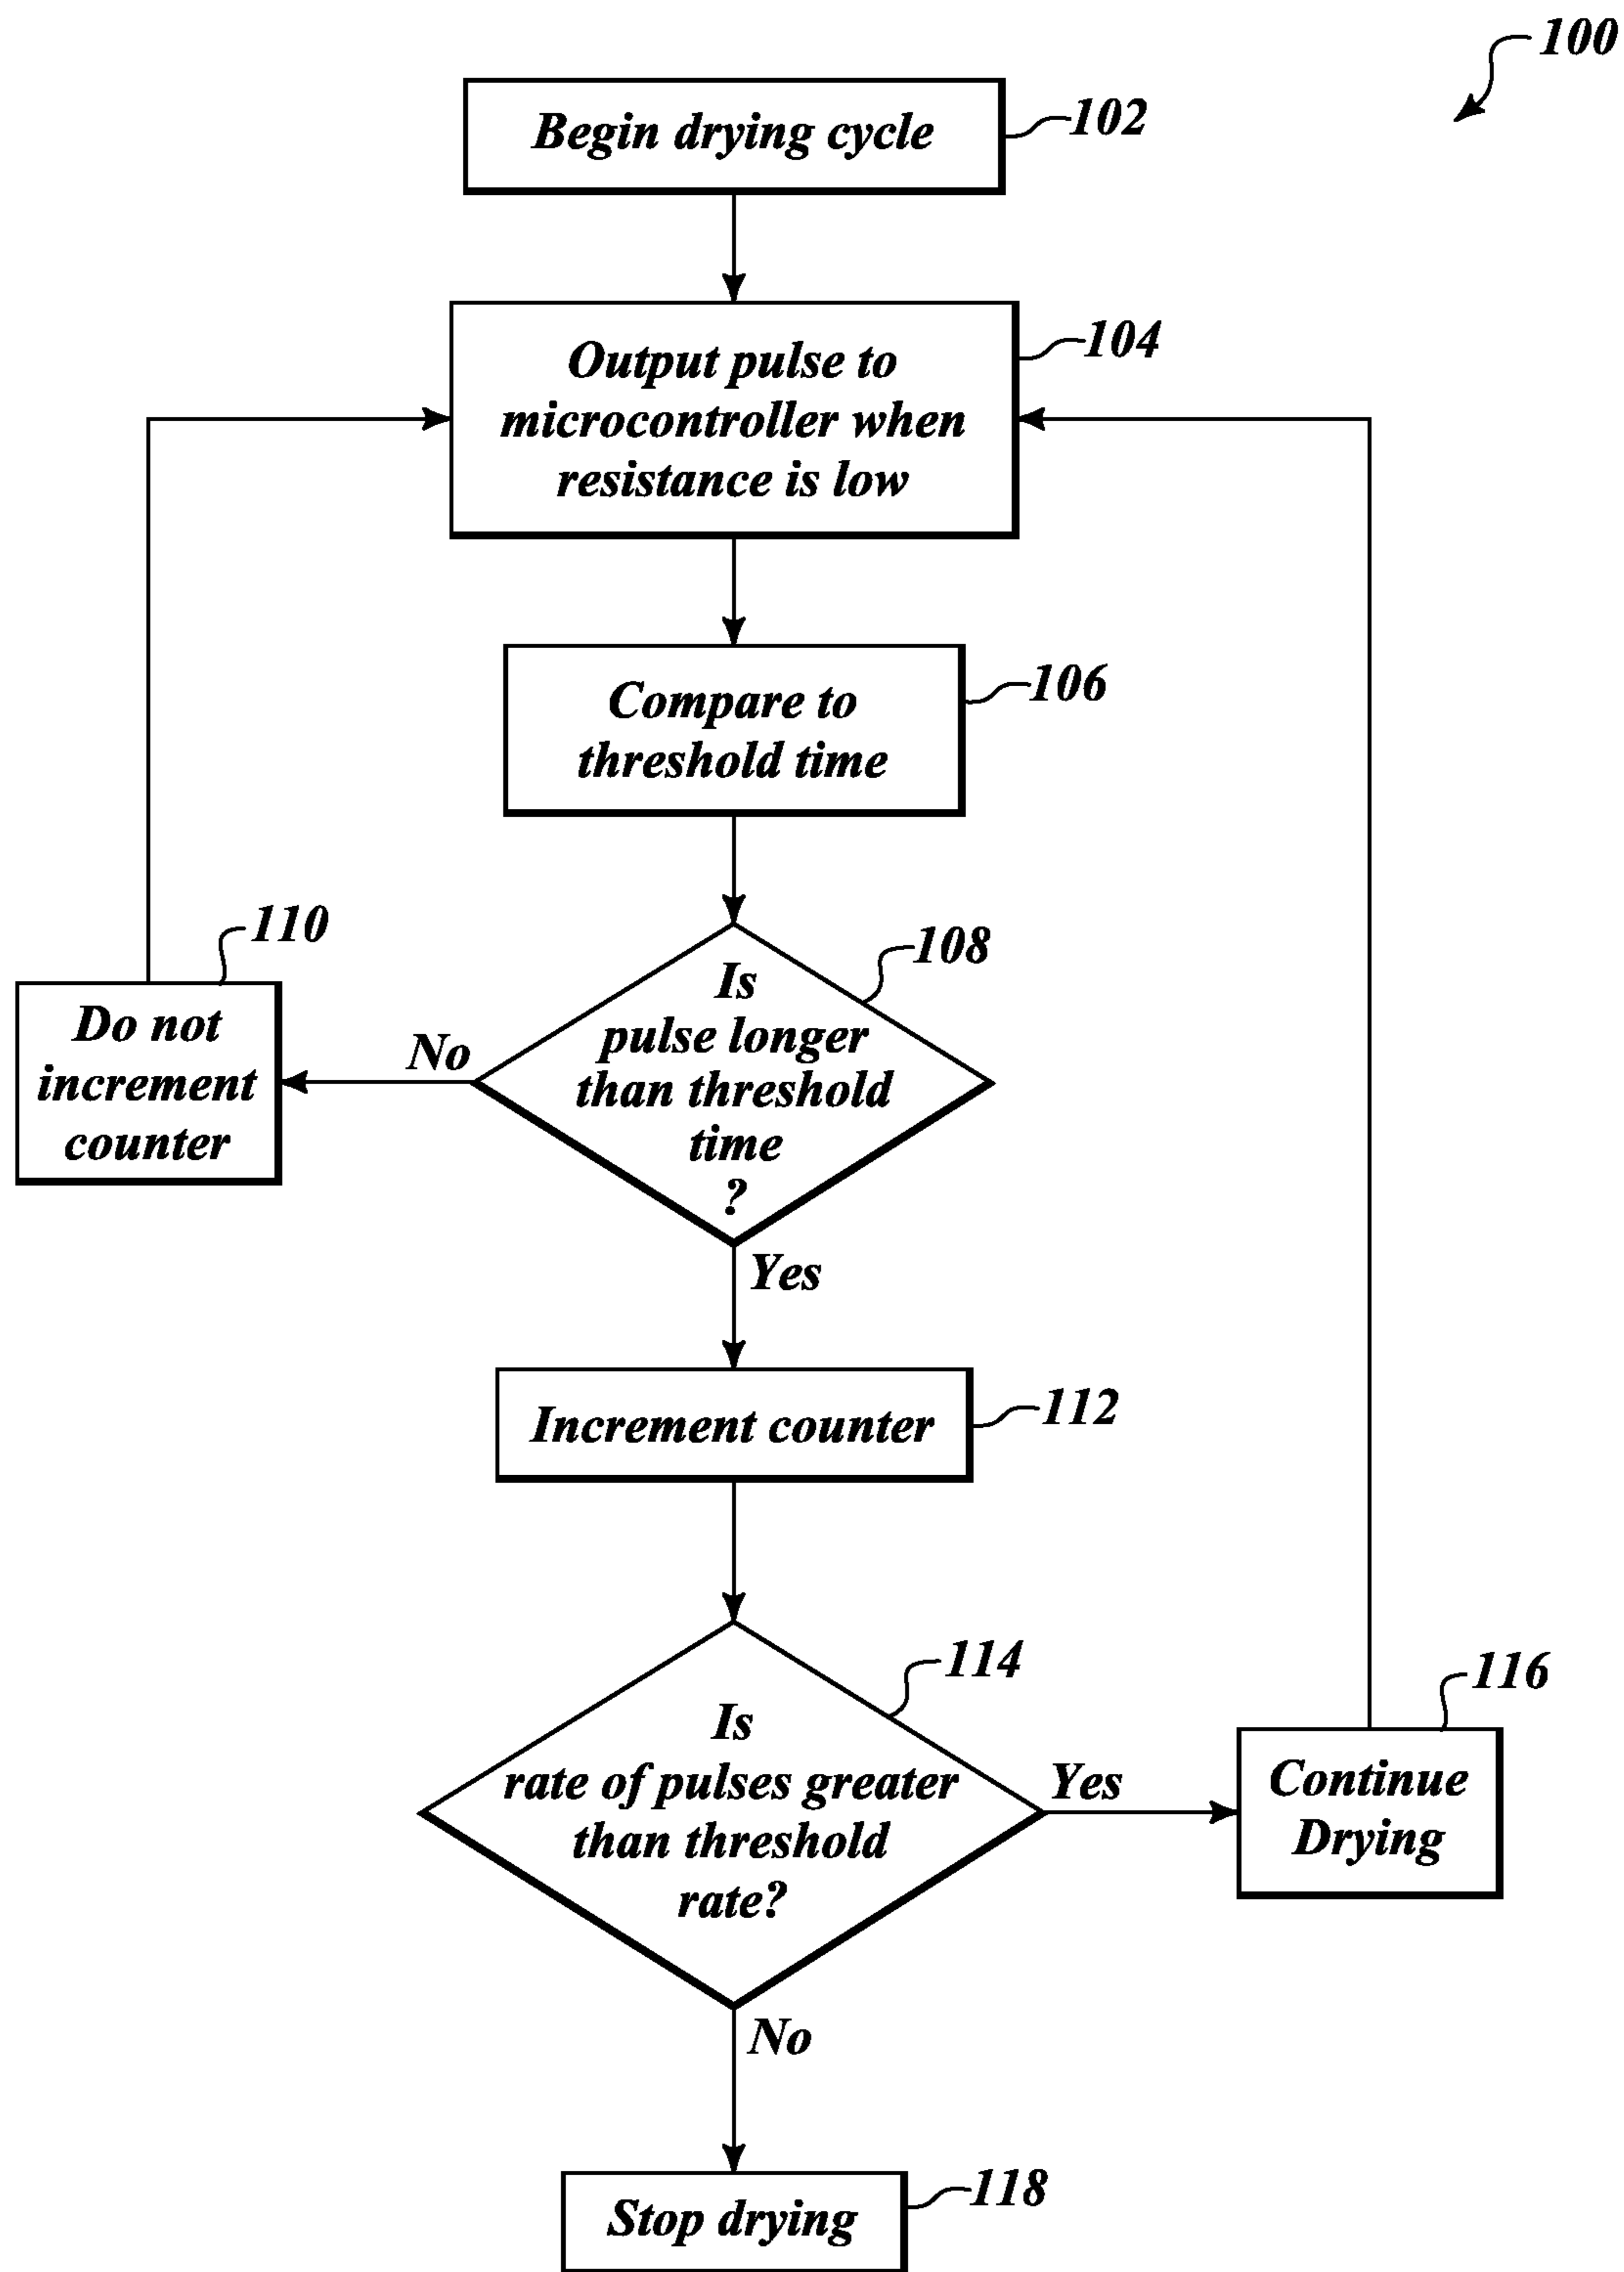 100
Begin drying cycle
102
Output pulse to
microcontroller when
resistance is low
104
Compare to
threshold time
106
Is
pulse longer
than threshold
time
?
108
No
Do not
increment
counter
110
Yes
Increment counter
112
Is
rate of pulses greater
than threshold
rate?
114
Yes
Continue
Drying
116
No
Stop drying
118